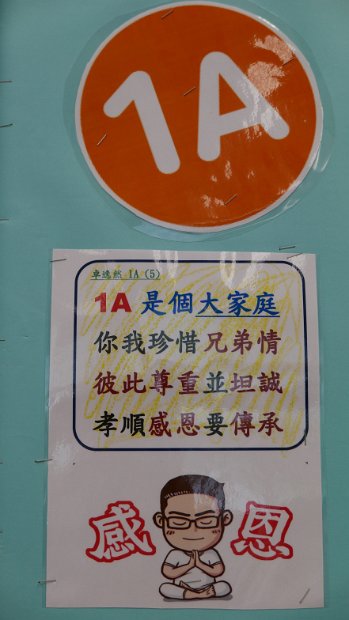 1A
卓逸然 1A (5)
1A 是個大家庭
你我珍惜兄弟情
彼此尊重並坦誠
孝順感恩要傳承
感恩